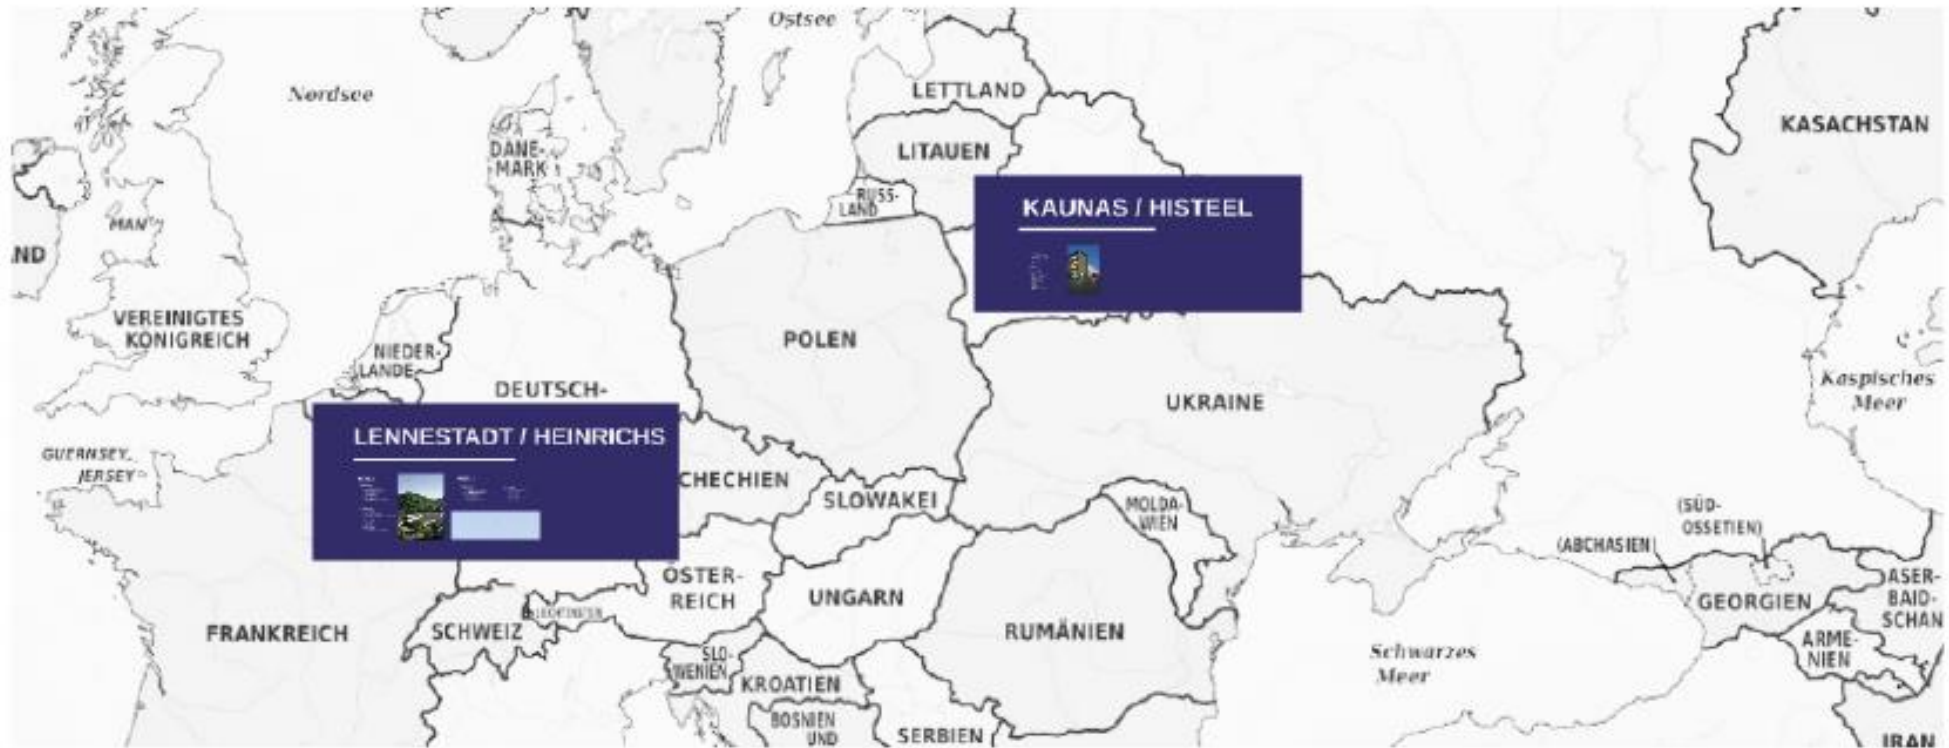 Ostsee
Nordsee
LETTLAND
KASACHSTAN
DÄNE-
MARK
LITAUEN
RUSS-
LAND
MAN
KAUNAS / HISTEEL
ND
VEREINIGTES
KÖNIGREICH
NIEDER-
LANDE
POLEN
DEUTSCH-
UKRAINE
Kaspisches
Meer
LENNESTADT / HEINRICHS
GUERNSEY
JERSEY
CHECHIEN
SLOWAKEI
MOLDA-
WIEN
(SÜD-
OSSETIEN)
(ABCHASIEN)
ÖSTER-
REICH
UNGARN
GEORGIEN
ASER-
BAID-
SCHAN
FRANKREICH
SCHWEIZ
RUMÄNIEN
ARME-
NIEN
Schwarzes
Meer
SLO-
WENIEN
KROATIEN
BOSNIEN
UND
SERBIEN
IRAN